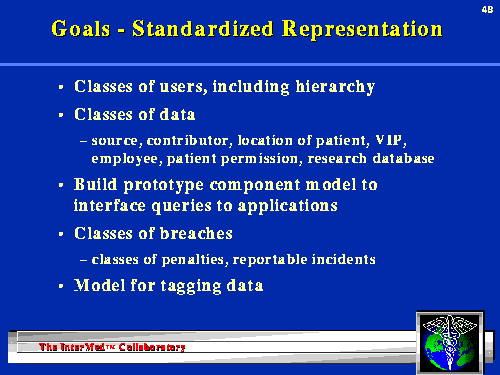 48
Goals - Standardized Representation
• Classes of users, including hierarchy
• Classes of data
– source, contributor, location of patient, VIP,
employee, patient permission, research database
• Build prototype component model to
interface queries to applications
• Classes of breaches
– classes of penalties, reportable incidents
• Model for tagging data
The InterMed™ Collaboratory